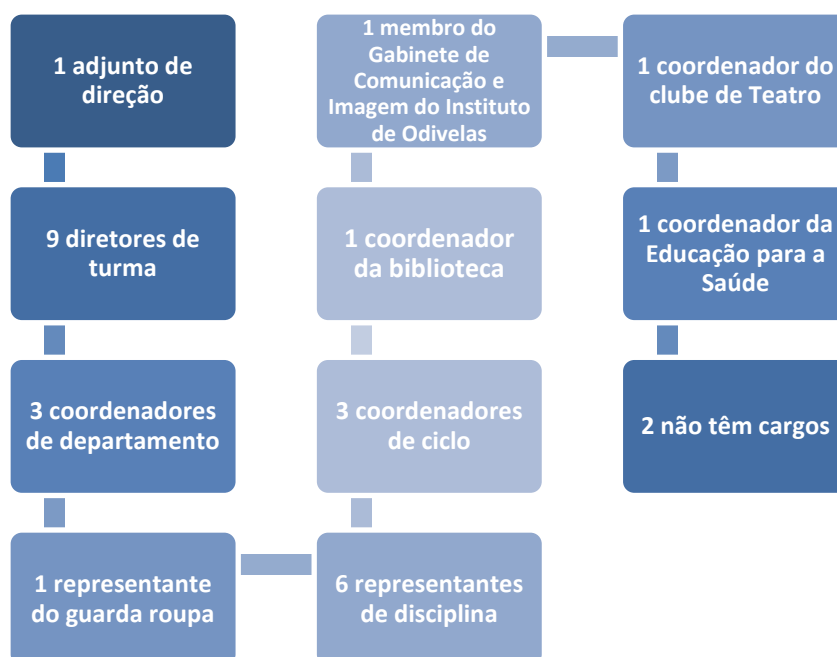 1 adjunto de
direção
9 diretores de
turma
3 coordenadores
de departamento
1 representante
do guarda roupa
6 representantes
de disciplina
3 coordenadores
de ciclo
1 coordenador
da biblioteca
1 membro do
Gabinete de
Comunicação e
Imagem do Instituto
de Odivelas
1 coordenador do
clube de Teatro
1 coordenador da
Educação para a
Saúde
2 não têm cargos